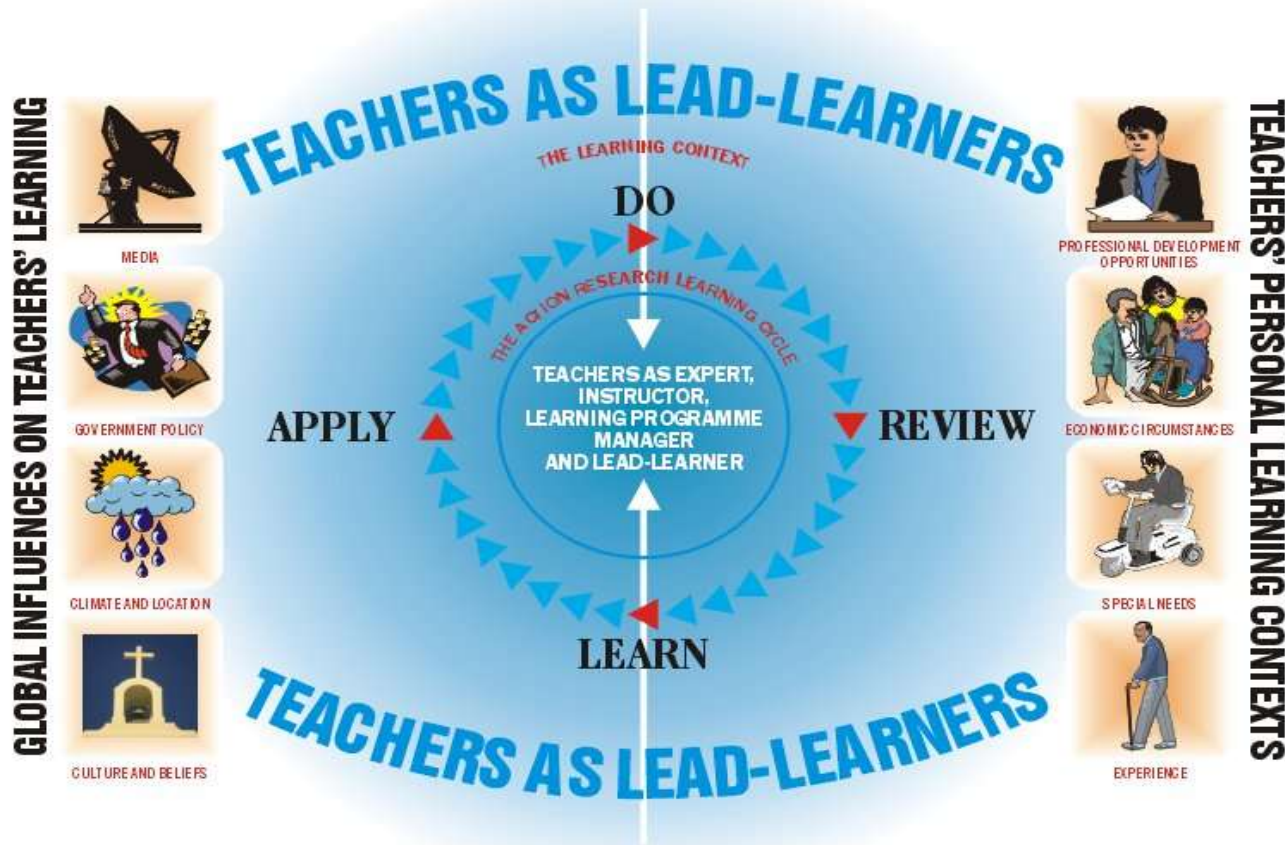 GLOBAL INFLUENCES ON TEACHERS' LEARNING
MEDIA
GOVERNMENT POLICY
CLIMATE AND LOCATION
CULTURE AND BELIEFS
TEACHERS AS LEAD-LEARNERS
THE LEARNING CONTEXT
DO
THE ACTION RESEARCH LEARNING CYCLE
TEACHERS AS EXPERT,
INSTRUCTOR,
LEARNING PROGRAMME
MANAGER
AND LEAD-LEARNER
APPLY
REVIEW
LEARN
TEACHERS AS LEAD-LEARNERS
PROFESSIONAL DEVELOPMENT
OPPORTUNITIES
ECONOMIC CIRCUMSTANCES
SPECIAL NEEDS
EXPERIENCE
TEACHERS' PERSONAL LEARNING CONTEXTS